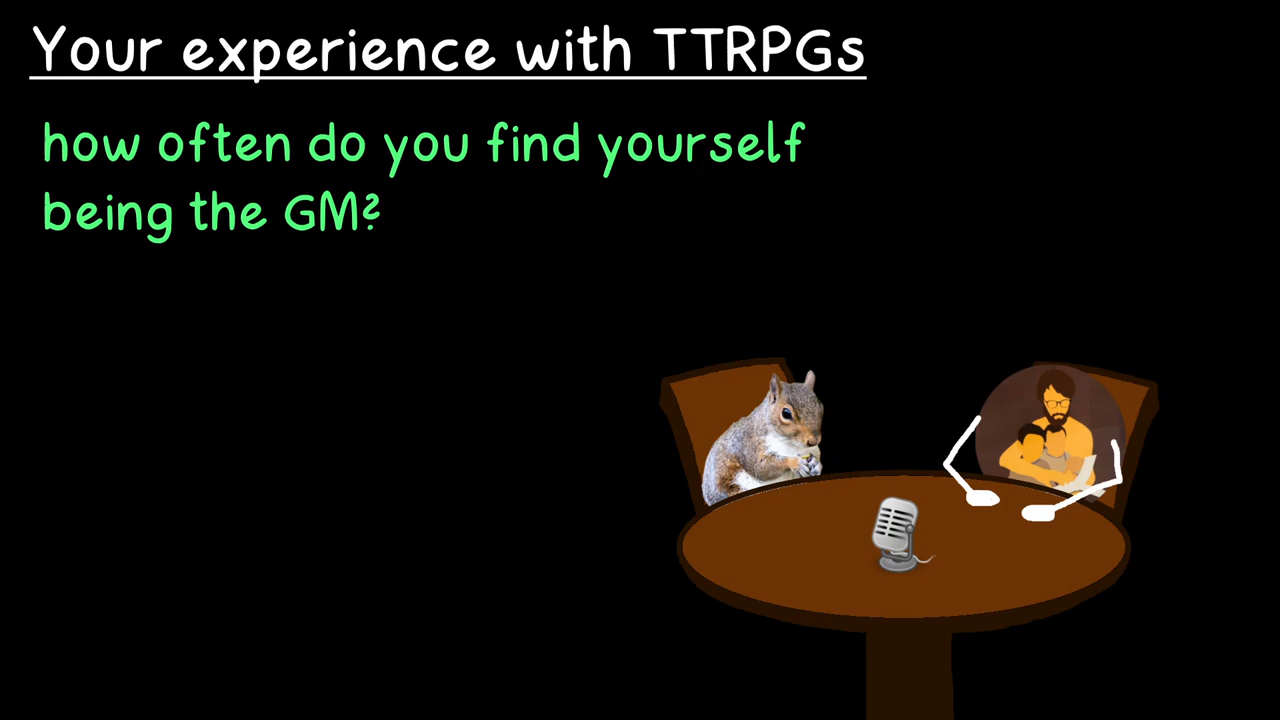 Your experience with TTRPGs
how often do you find yourself
being the GM?